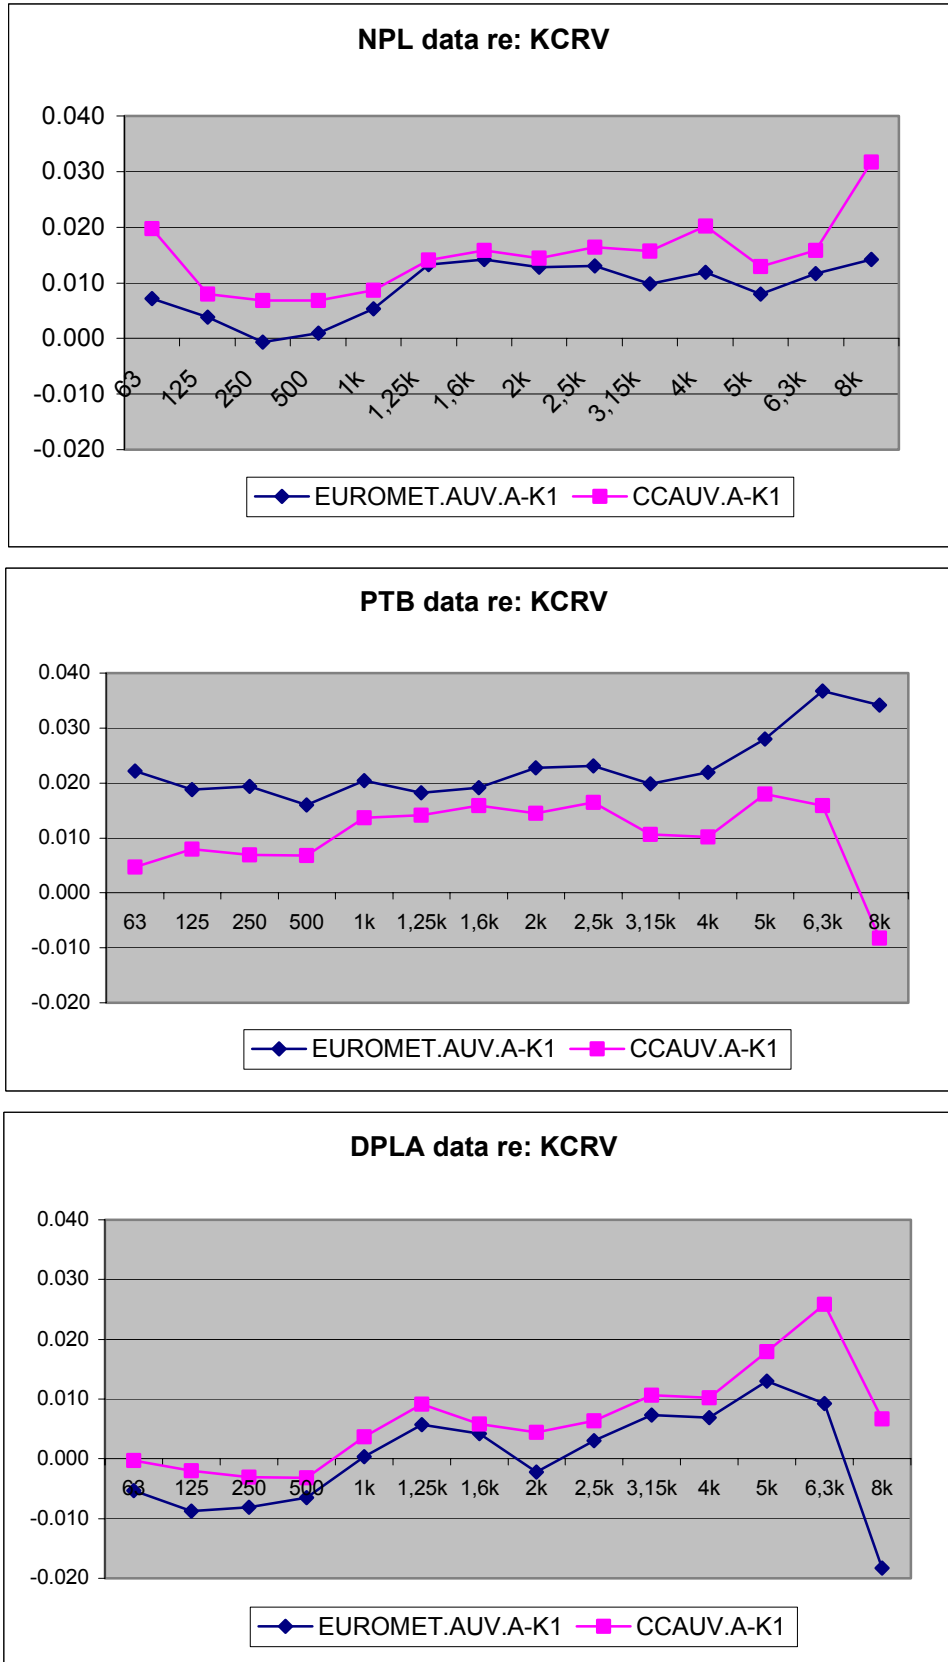 NPL data re: KCRV
0.040
0.030
0.020
0.010
0.000
-0.010
-0.020
63 125 250 500 1k 1,25k 1,6k 2k 2,5k 3,15k 4k 5k 6,3k 8k
EUROMET.AUV.A-K1 CCAUV.A-K1
PTB data re: KCRV
0.040
0.030
0.020
0.010
0.000
63 125 250 500 1k 1,25k 1,6k 2k 2,5k 3,15k 4k 5k 6,3k 8k
-0.010
-0.020
EUROMET.AUV.A-K1 CCAUV.A-K1
DPLA data re: KCRV
0.040
0.030
0.020
0.010
0.000
63 125 250 500 1k 1,25k 1,6k 2k 2,5k 3,15k 4k 5k 6,3k 8k
-0.010
-0.020
EUROMET.AUV.A-K1 CCAUV.A-K1